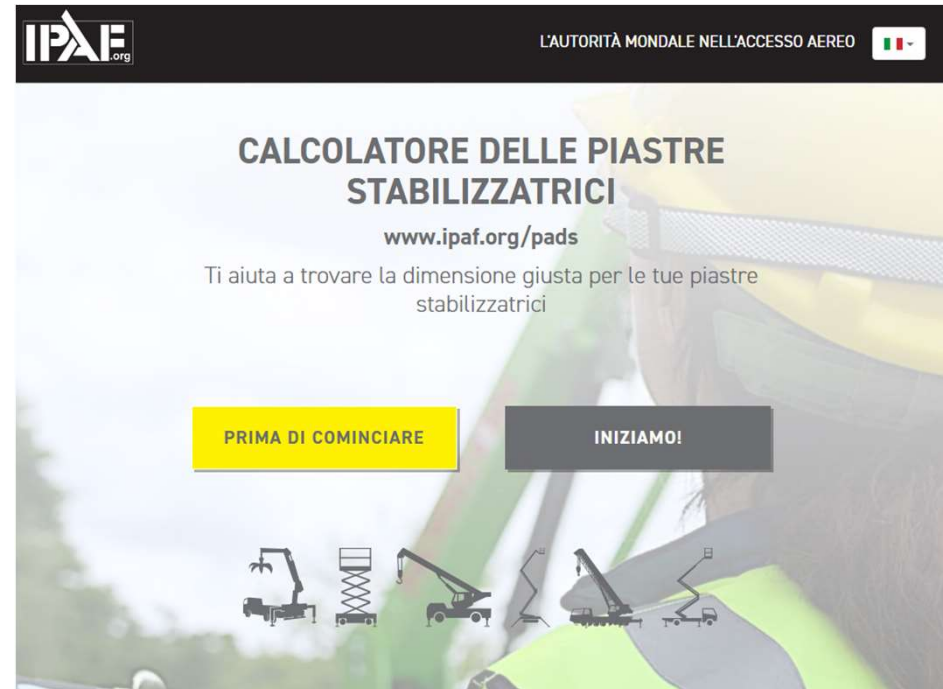 IPAF
.org
L'AUTORITÀ MONDIALE NELL'ACCESSO AEREO
CALCOLATORE DELLE PIASTRE
STABILIZZATRICI
www.ipaf.org/pads
Ti aiuta a trovare la dimensione giusta per le tue piastre
stabilizzatrici
PRIMA DI COMINCIARE
INIZIAMO!